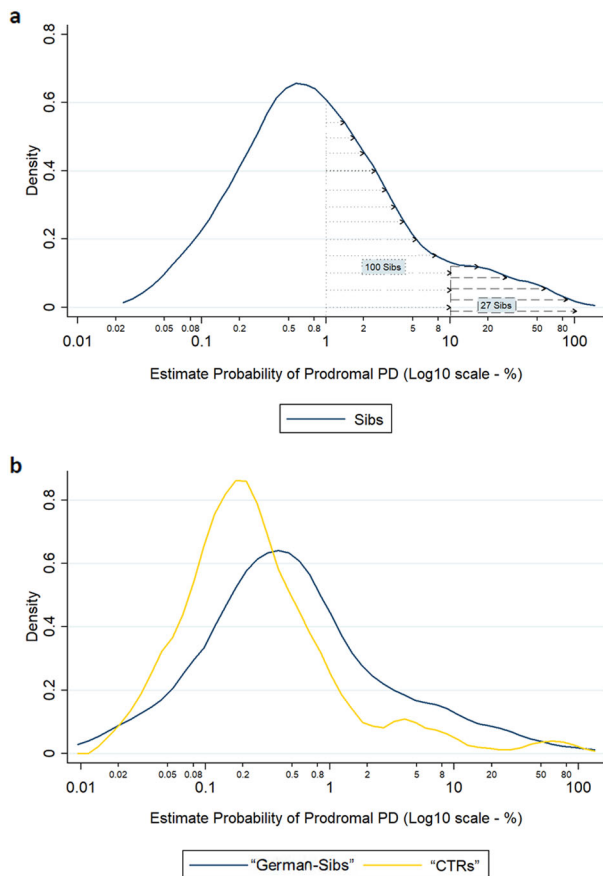 a
0.8
0.6
Density
0.4
0.2
0
100 Sibs
27 Sibs
0.02 0.05 0.08 0.2 0.5 0.8 2 5 8 20 50 80
0.01 0.1 1 10 100
Estimate Probability of Prodromal PD (Log10 scale - %)
Sibs
b
0.8
0.6
Density
0.4
0.2
0
0.02 0.05 0.08 0.2 0.5 0.8 2 5 8 20 50 80
0.01 0.1 1 10 100
Estimate Probability of Prodromal PD (Log10 scale - %)
"German-Sibs" "CTRs"